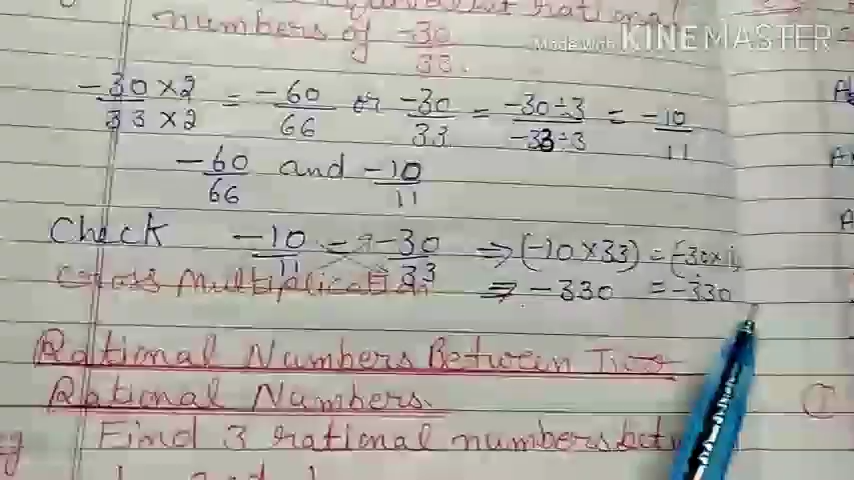 numbers of -30/33.
Made with KINEMASTER
-30×2/33×2 = -60/66 or -30/33 = -30÷3/-33÷3 = -10/11
-60/66 and -10/11
Check -10/11 = -30/33 ⇒ (-10×33) = (-30×
Cross Multiplication ⇒ -330 = -330
Rational Numbers Between Two
Rational Numbers.
Find 3 rational numbers bet